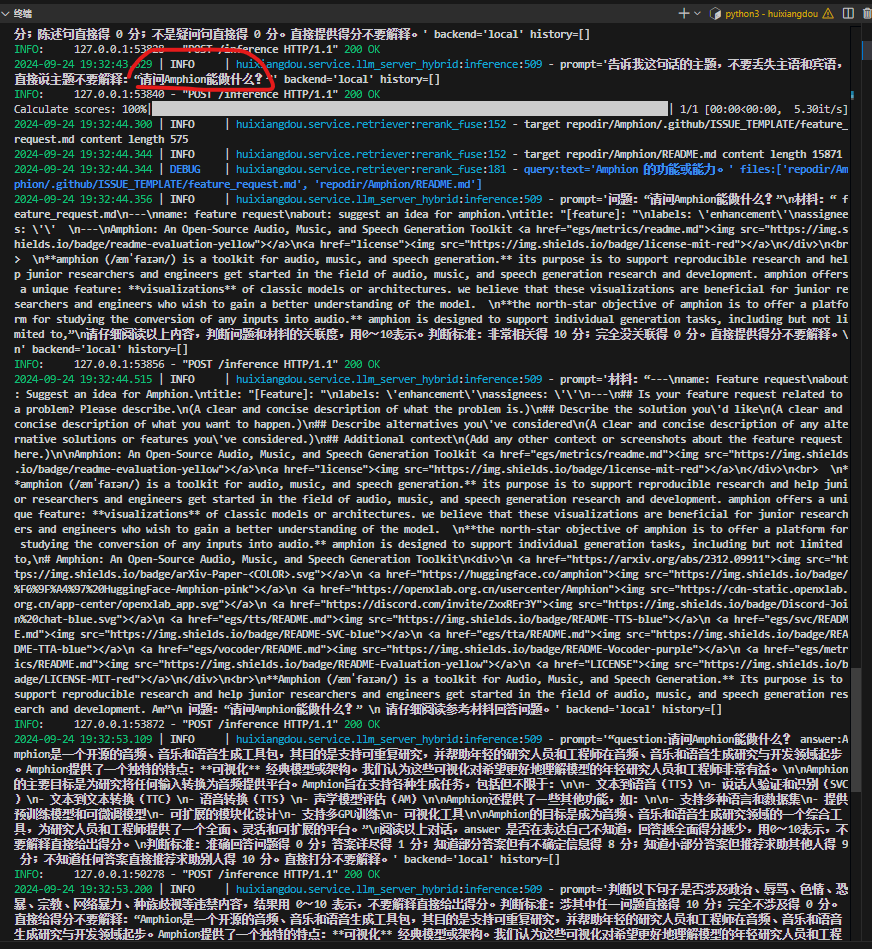 终端
python3 - huixiangdou
分；陈述句直接得 0 分；不是疑问句直接得 0 分。直接提供得分不要解释。' backend='local' history=[]
INFO:     127.0.0.1:53828 - "POST /inference HTTP/1.1" 200 OK
2024-09-24 19:32:43.629 | INFO     | huixiangdou.service.llm_server_hybrid:inference:509 - prompt='告诉我这句话的主题，不要丢失主语和宾语，
直接说主题不要解释：“请问Amphion能做什么？”' backend='local' history=[]
INFO:     127.0.0.1:53840 - "POST /inference HTTP/1.1" 200 OK
Calculate scores: 100%| | 1/1 [00:00<00:00,  5.30it/s]
2024-09-24 19:32:44.300 | INFO     | huixiangdou.service.retriever:rerank_fuse:152 - target repodir/Amphion/.github/ISSUE_TEMPLATE/feature_
request.md content length 575
2024-09-24 19:32:44.344 | INFO     | huixiangdou.service.retriever:rerank_fuse:152 - target repodir/Amphion/README.md content length 15871
2024-09-24 19:32:44.344 | DEBUG    | huixiangdou.service.retriever:rerank_fuse:181 - query:text='Amphion 的功能或能力。' files:['repodir/Am
phion/.github/ISSUE_TEMPLATE/feature_request.md', 'repodir/Amphion/README.md']
2024-09-24 19:32:44.356 | INFO     | huixiangdou.service.llm_server_hybrid:inference:509 - prompt='问题：“请问Amphion能做什么？”\n材料：“ f
eature_request.md\n---\nname: feature request\nabout: suggest an idea for amphion.\ntitle: "[feature]: "\nlabels: \'enhancement\'\nassignee
s: \'\'  \n---\nAmphion: An Open-Source Audio, Music, and Speech Generation Toolkit <a href="egs/metrics/readme.md"><img src="https://img.s
hields.io/badge/readme-evaluation-yellow"></a>\n<a href="license"><img src="https://img.shields.io/badge/license-mit-red"></a>\n</div>\n<br
>  \n**amphion (/æmˈfaɪən/) is a toolkit for audio, music, and speech generation.** its purpose is to support reproducible research and hel
p junior researchers and engineers get started in the field of audio, music, and speech generation research and development. amphion offers
a unique feature: **visualizations** of classic models or architectures. we believe that these visualizations are beneficial for junior res
earchers and engineers who wish to gain a better understanding of the model.  \n**the north-star objective of amphion is to offer a platfo
rm for studying the conversion of any inputs into audio.** amphion is designed to support individual generation tasks, including but not li
mited to,”\n请仔细阅读以上内容，判断问题和材料的关联度，用0～10表示。判断标准：非常相关得 10 分；完全没关联得 0 分。直接提供得分不要解释。\
n' backend='local' history=[]
INFO:     127.0.0.1:53856 - "POST /inference HTTP/1.1" 200 OK
2024-09-24 19:32:44.515 | INFO     | huixiangdou.service.llm_server_hybrid:inference:509 - prompt='材料：“---\nname: Feature request\nabout
: Suggest an idea for Amphion.\ntitle: "[Feature]: "\nlabels: \'enhancement\'\nassignees: \'\'\n---\n## Is your feature request related to
a problem? Please describe.\n(A clear and concise description of what the problem is.)\n## Describe the solution you\'d like\n(A clear and
concise description of what you want to happen.)\n## Describe alternatives you\'ve considered\n(A clear and concise description of any alte
rnative solutions or features you\'ve considered.)\n## Additional context\n(Add any other context or screenshots about the feature request
here.)\n\nAmphion: An Open-Source Audio, Music, and Speech Generation Toolkit <a href="egs/metrics/readme.md"><img src="https://img.shields
.io/badge/readme-evaluation-yellow"></a>\n<a href="license"><img src="https://img.shields.io/badge/license-mit-red"></a>\n</div>\n<br>  \n*
*amphion (/æmˈfaɪən/) is a toolkit for audio, music, and speech generation.** its purpose is to support reproducible research and help juni
or researchers and engineers get started in the field of audio, music, and speech generation research and development. amphion offers a uni
que feature: **visualizations** of classic models or architectures. we believe that these visualizations are beneficial for junior research
ers and engineers who wish to gain a better understanding of the model.  \n**the north-star objective of amphion is to offer a platform for
studying the conversion of any inputs into audio.** amphion is designed to support individual generation tasks, including but not limited
to,\n# Amphion: An Open-Source Audio, Music, and Speech Generation Toolkit\n<div>\n <a href="https://arxiv.org/abs/2312.09911"><img src="ht
tps://img.shields.io/badge/arXiv-Paper-<COLOR>.svg"></a>\n <a href="https://huggingface.co/amphion"><img src="https://img.shields.io/badge/
%F0%9F%A4%97%20HuggingFace-Amphion-pink"></a>\n <a href="https://openxlab.org.cn/usercenter/Amphion"><img src="https://cdn-static.openxlab.
org.cn/app-center/openxlab_app.svg"></a>\n <a href="https://discord.com/invite/ZxxREr3Y"><img src="https://img.shields.io/badge/Discord-Joi
n%20chat-blue.svg"></a>\n <a href="egs/tts/README.md"><img src="https://img.shields.io/badge/README-TTS-blue"></a>\n <a href="egs/svc/READM
E.md"><img src="https://img.shields.io/badge/README-SVC-blue"></a>\n <a href="egs/tta/README.md"><img src="https://img.shields.io/badge/REA
DME-TTA-blue"></a>\n <a href="egs/vocoder/README.md"><img src="https://img.shields.io/badge/README-Vocoder-purple"></a>\n <a href="egs/metr
ics/README.md"><img src="https://img.shields.io/badge/README-Evaluation-yellow"></a>\n <a href="LICENSE"><img src="https://img.shields.io/b
adge/LICENSE-MIT-red"></a>\n</div>\n<br>\n**Amphion (/æmˈfaɪən/) is a toolkit for Audio, Music, and Speech Generation.** Its purpose is to
support reproducible research and help junior researchers and engineers get started in the field of audio, music, and speech generation res
earch and development. Am”\n 问题：“请问Amphion能做什么？” \n 请仔细阅读参考材料回答问题。' backend='local' history=[]
INFO:     127.0.0.1:53872 - "POST /inference HTTP/1.1" 200 OK
2024-09-24 19:32:53.109 | INFO     | huixiangdou.service.llm_server_hybrid:inference:509 - prompt='“question:请问Amphion能做什么？ answer:A
mphion是一个开源的音频、音乐和语音生成工具包，其目的是支持可重复研究，并帮助年轻的研究人员和工程师在音频、音乐和语音生成研究与开发领域起步
。Amphion提供了一个独特的特点：**可视化** 经典模型或架构。我们认为这些可视化对希望更好地理解模型的年轻研究人员和工程师非常有益。\n\nAmphion
的主要目标是为研究将任何输入转换为音频提供平台。Amphion旨在支持各种生成任务，包括但不限于：\n\n- 文本到语音（TTS）\n- 说话人验证和识别（SVC
）\n- 文本到文本转换（TTC）\n- 语音转换（TTS）\n- 声学模型评估（AM）\n\nAmphion还提供了一些其他功能，如：\n\n- 支持多种语言和数据集\n- 提供
预训练模型和可微调模型\n- 可扩展的模块化设计\n- 支持多GPU训练\n- 可视化工具\n\nAmphion的目标是成为音频、音乐和语音生成研究领域的一个综合工
具，为研究人员和工程师提供了一个全面、灵活和可扩展的平台。”\n阅读以上对话，answer 是否在表达自己不知道，回答越全面得分越少，用0～10表示，不
要解释直接给出得分。\n判断标准：准确回答问题得 0 分；答案详尽得 1 分；知道部分答案但有不确定信息得 8 分；知道小部分答案但推荐求助其他人得 9
分；不知道任何答案直接推荐求助别人得 10 分。直接打分不要解释。' backend='local' history=[]
INFO:     127.0.0.1:50278 - "POST /inference HTTP/1.1" 200 OK
2024-09-24 19:32:53.200 | INFO     | huixiangdou.service.llm_server_hybrid:inference:509 - prompt='判断以下句子是否涉及政治、辱骂、色情、恐
暴、宗教、网络暴力、种族歧视等违禁内容，结果用 0～10 表示，不要解释直接给出得分。判断标准：涉其中任一问题直接得 10 分；完全不涉及得 0 分。
直接给得分不要解释：“Amphion是一个开源的音频、音乐和语音生成工具包，其目的是支持可重复研究，并帮助年轻的研究人员和工程师在音频、音乐和语音
生成研究与开发领域起步。Amphion提供了一个独特的特点：**可视化** 经典模型或架构。我们认为这些可视化对希望更好地理解模型的年轻研究人员和工程